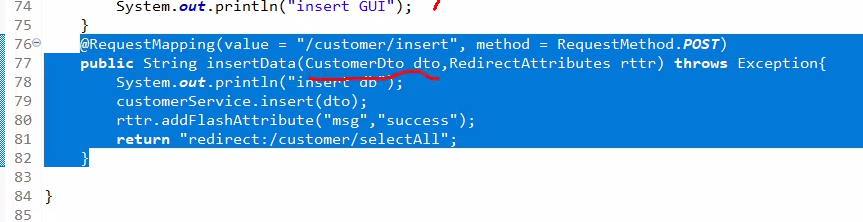 74 System.out.println("insert GUI");
75 }
76 @RequestMapping(value = "/customer/insert", method = RequestMethod.POST)
77 public String insertData(CustomerDto dto,RedirectAttributes rttr) throws Exception{
78 System.out.println("insert db");
79 customerService.insert(dto);
80 rttr.addFlashAttribute("msg","success");
81 return "redirect:/customer/selectAll";
82 }
83
84 }
85